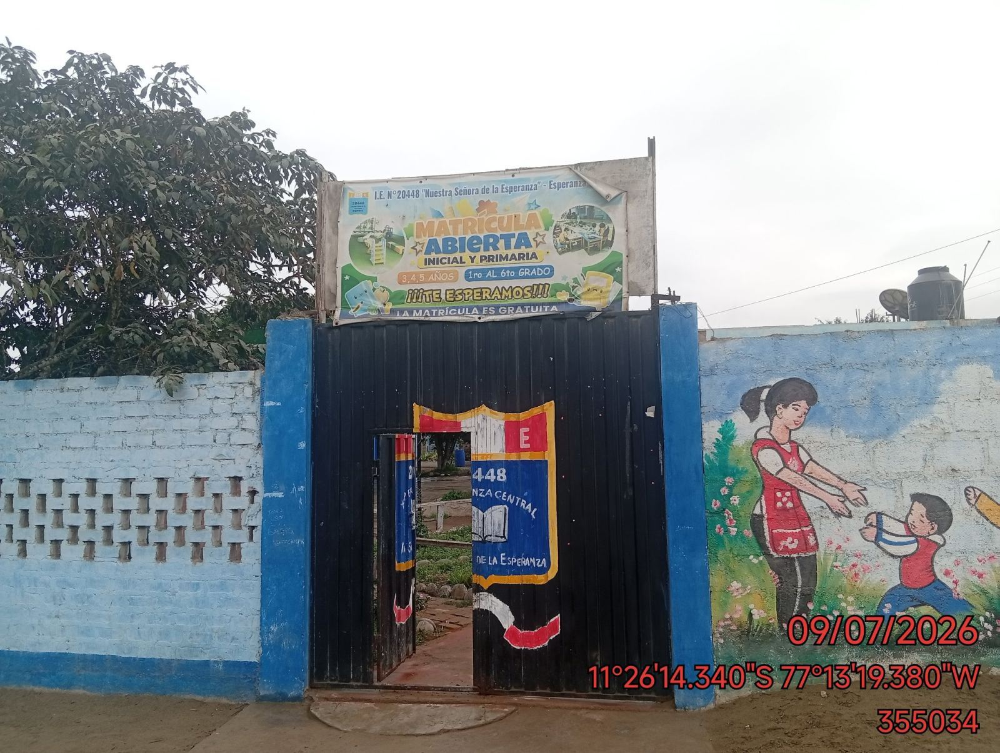 I.E. N°20448 "Nuestra Señora de la Esperanza" - Esperanza
20448
MATRÍCULA
ABIERTA
INICIAL Y PRIMARIA
3,4,5 AÑOS
1ro AL 6to GRADO
¡¡¡TE ESPERAMOS!!!
LA MATRÍCULA ES GRATUITA
E
448
NZA CENTRAL
DE LA ESPERANZA
09/07/2026
11°26'14.340"S 77°13'19.380"W
355034